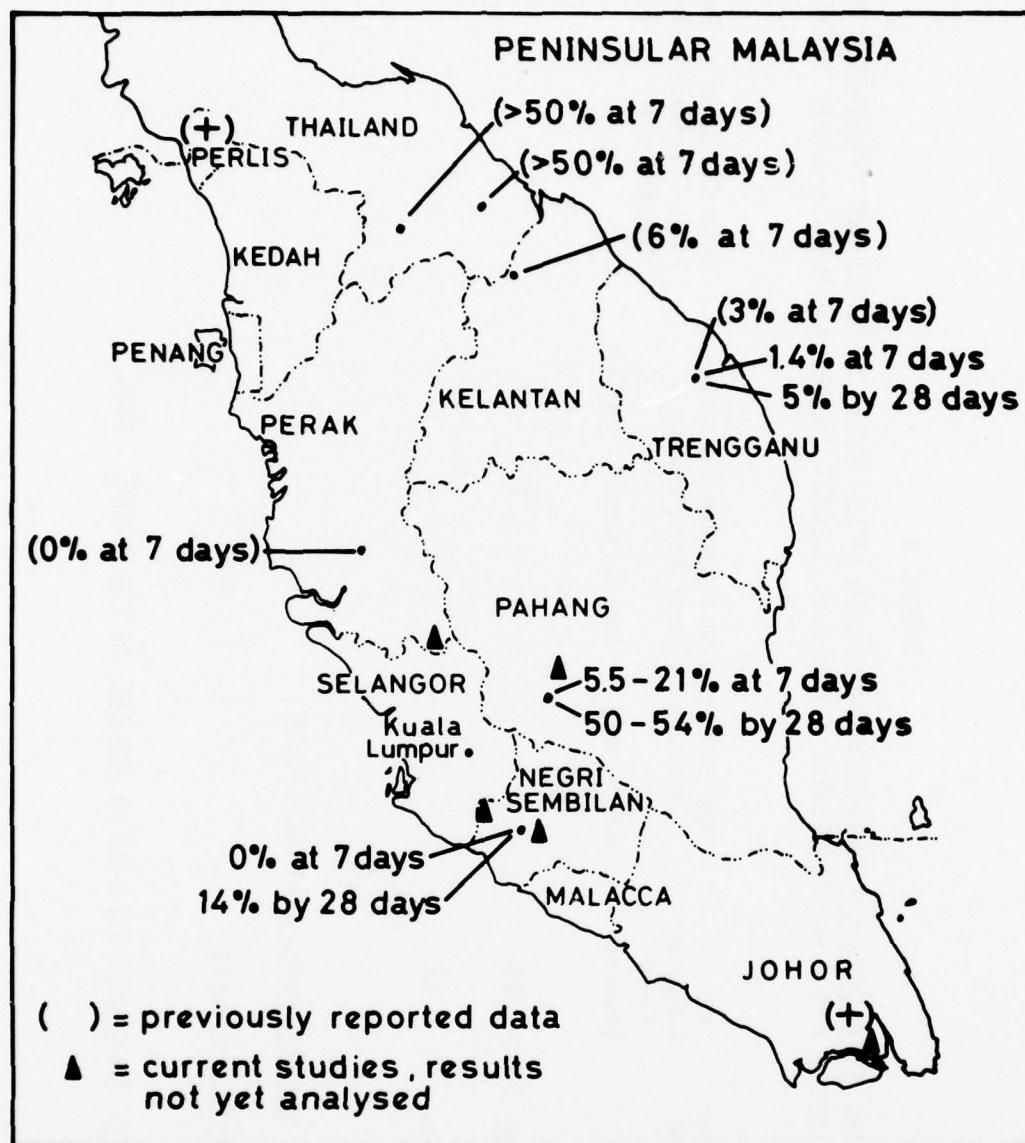 PENINSULAR MALAYSIA
(>50% at 7 days)
THAILAND
(+)
(>50% at 7 days)
PERLIS
(6% at 7 days)
KEDAH
(3% at 7 days)
PENANG
1.4% at 7 days
KELANTAN
5% by 28 days
PERAK
TRENGGANU
(0% at 7 days)
PAHANG
SELANGOR
5.5-21% at 7 days
50-54% by 28 days
Kuala
Lumpur
NEGRI
SEMBILAN
0% at 7days
14% by 28 days
MALACCA
JOHOR
(+)
( ) = previously reported data
▲ = current studies, results
not yet analysed